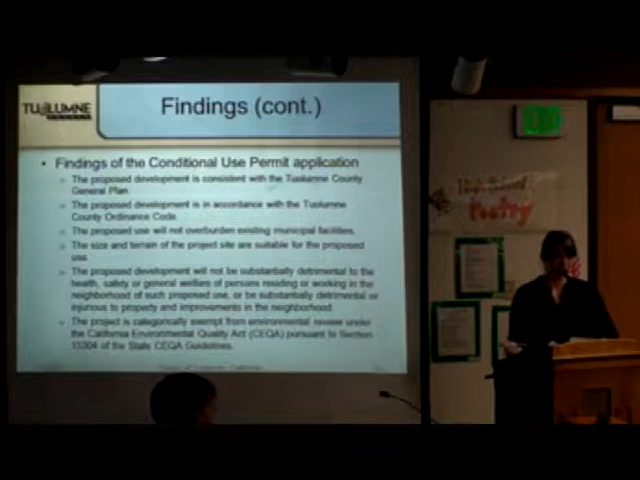 TUOLUMNE
Findings (cont.)
• Findings of the Conditional Use Permit application
The proposed development is consistent with the Tuolumne County
General Plan.
The proposed development is in accordance with the Tuolumne
County Ordinance Code.
The proposed use will not overburden existing municipal facilities.
The size and terrain of the project site are suitable for the proposed
use.
The proposed development will not be substantially detrimental to the
health, safety or general welfare of persons residing or working in the
neighborhood of such proposed use, or be substantially detrimental or
injurious to property and improvements in the neighborhood.
The project is categorically exempt from environmental review under
the California Environmental Quality Act (CEQA) pursuant to Section
15304 of the State CEQA Guidelines.
Poetry